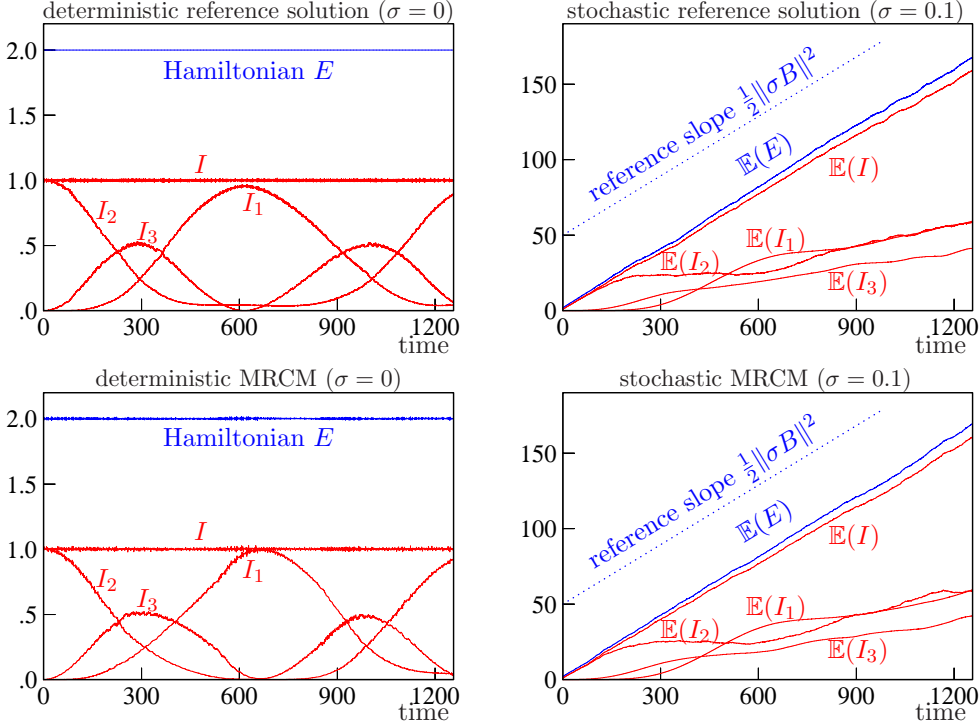 deterministic reference solution (σ = 0)
2.0
1.0
.5
0
Hamiltonian E
I
I₂
I₃
I₁
0 300 600 900 1200
time
stochastic reference solution (σ = 0.1)
150
100
50
0
reference slope ½‖σB‖²
𝔼(E)
𝔼(I)
𝔼(I₁)
𝔼(I₂)
𝔼(I₃)
0 300 600 900 1200
time
deterministic MRCM (σ = 0)
2.0
1.0
.5
0
Hamiltonian E
I
I₂
I₃
I₁
0 300 600 900 1200
time
stochastic MRCM (σ = 0.1)
150
100
50
0
reference slope ½‖σB‖²
𝔼(E)
𝔼(I)
𝔼(I₁)
𝔼(I₂)
𝔼(I₃)
0 300 600 900 1200
time